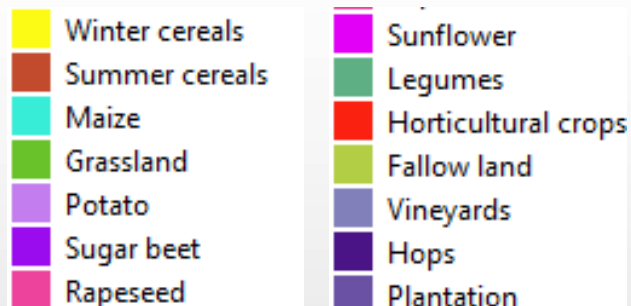 Winter cereals
Summer cereals
Maize
Grassland
Potato
Sugar beet
Rapeseed
Sunflower
Legumes
Horticultural crops
Fallow land
Vineyards
Hops
Plantation